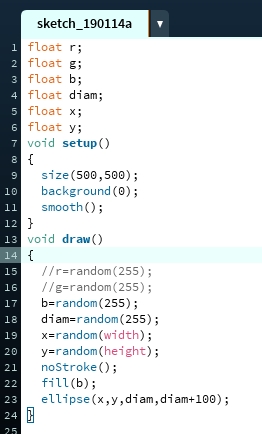 sketch_190114a ▼
1 float r;
2 float g;
3 float b;
4 float diam;
5 float x;
6 float y;
7 void setup()
8 {
9 size(500,500);
10 background(0);
11 smooth();
12 }
13 void draw()
14 {
15 //r=random(255);
16 //g=random(255);
17 b=random(255);
18 diam=random(255);
19 x=random(width);
20 y=random(height);
21 noStroke();
22 fill(b);
23 ellipse(x,y,diam,diam+100);
24 }
25